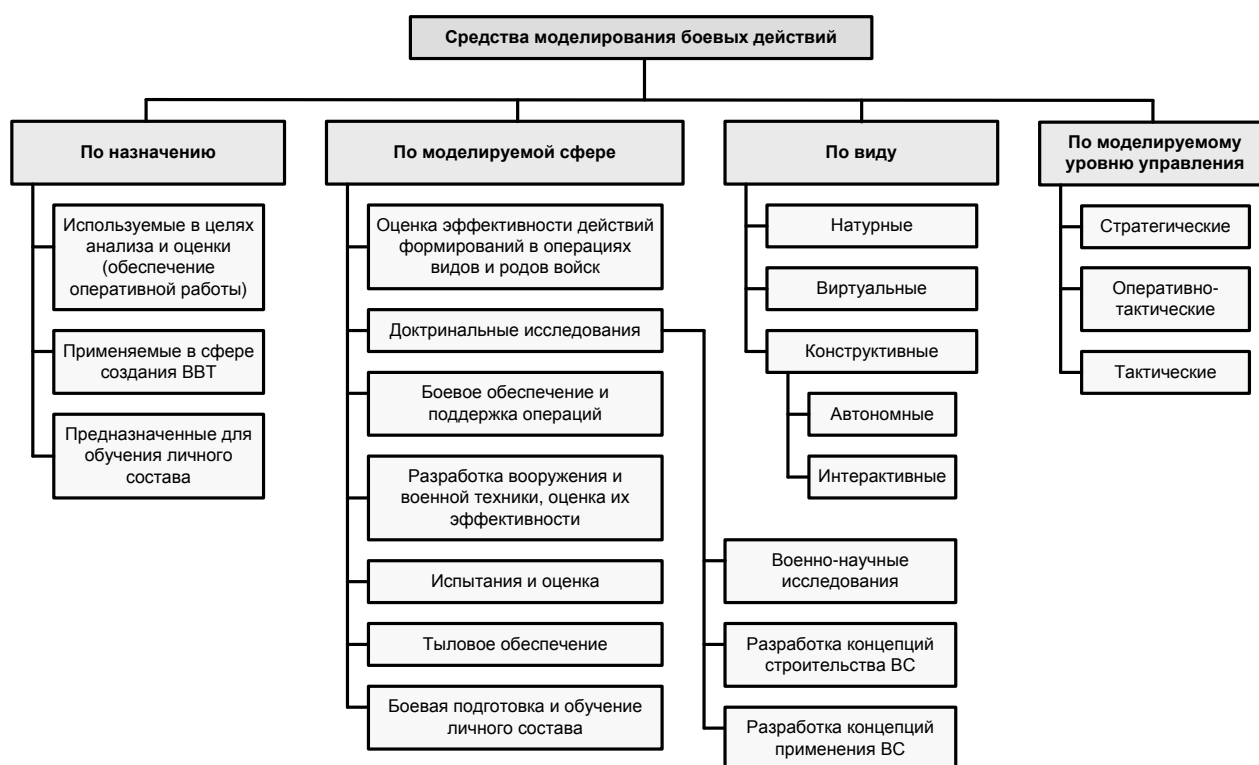 Средства моделирования боевых действий
По назначению
Используемые в целях
анализа и оценки
(обеспечение
оперативной работы)
Применяемые в сфере
создания ВВТ
Предназначенные для
обучения личного
состава
По моделируемой сфере
Оценка эффективности действий
формирований в операциях
видов и родов войск
Доктринальные исследования
Боевое обеспечение и
поддержка операций
Разработка вооружения и
военной техники, оценка их
эффективности
Испытания и оценка
Тыловое обеспечение
Боевая подготовка и обучение
личного состава
По виду
Натурные
Виртуальные
Конструктивные
Автономные
Интерактивные
Военно-научные
исследования
Разработка концепций
строительства ВС
Разработка концепций
применения ВС
По моделируемому
уровню управления
Стратегические
Оперативно-
тактические
Тактические